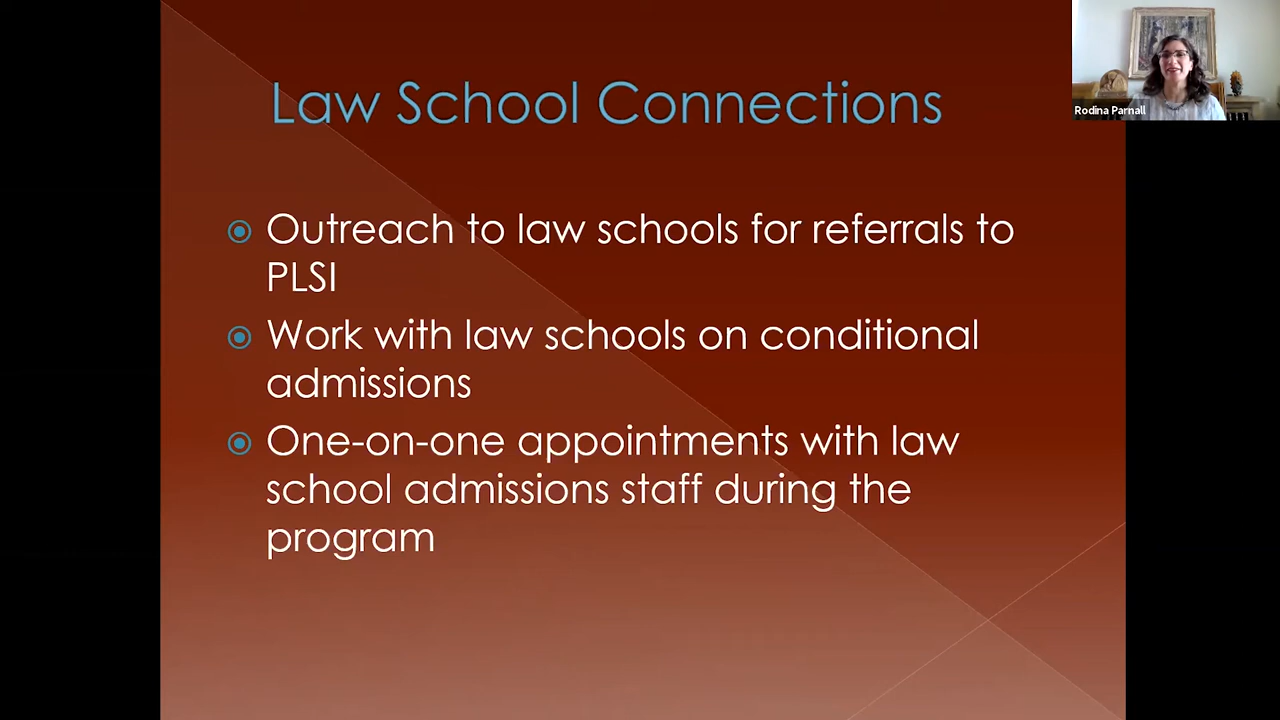 Law School Connections
Rodina Parnall
Outreach to law schools for referrals to
PLSI
Work with law schools on conditional
admissions
One-on-one appointments with law
school admissions staff during the
program